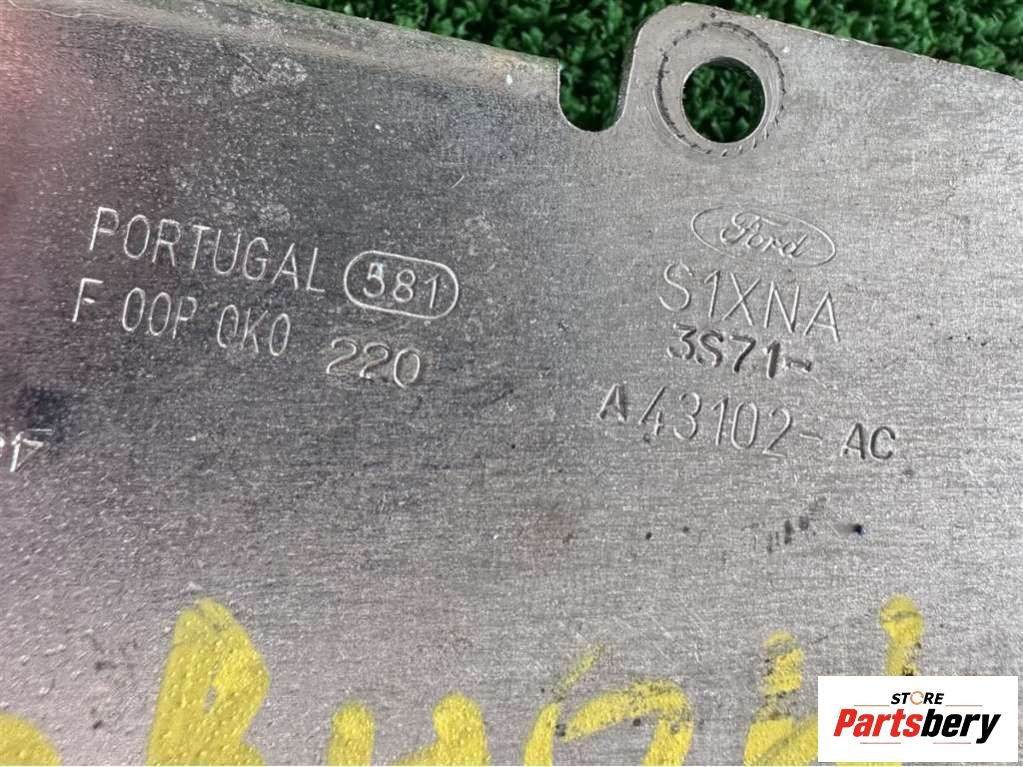 PORTUGAL 581
F 00P 0K0 220
Ford
S1XNA
3S71-
A43102-AC
STORE
Partsbery